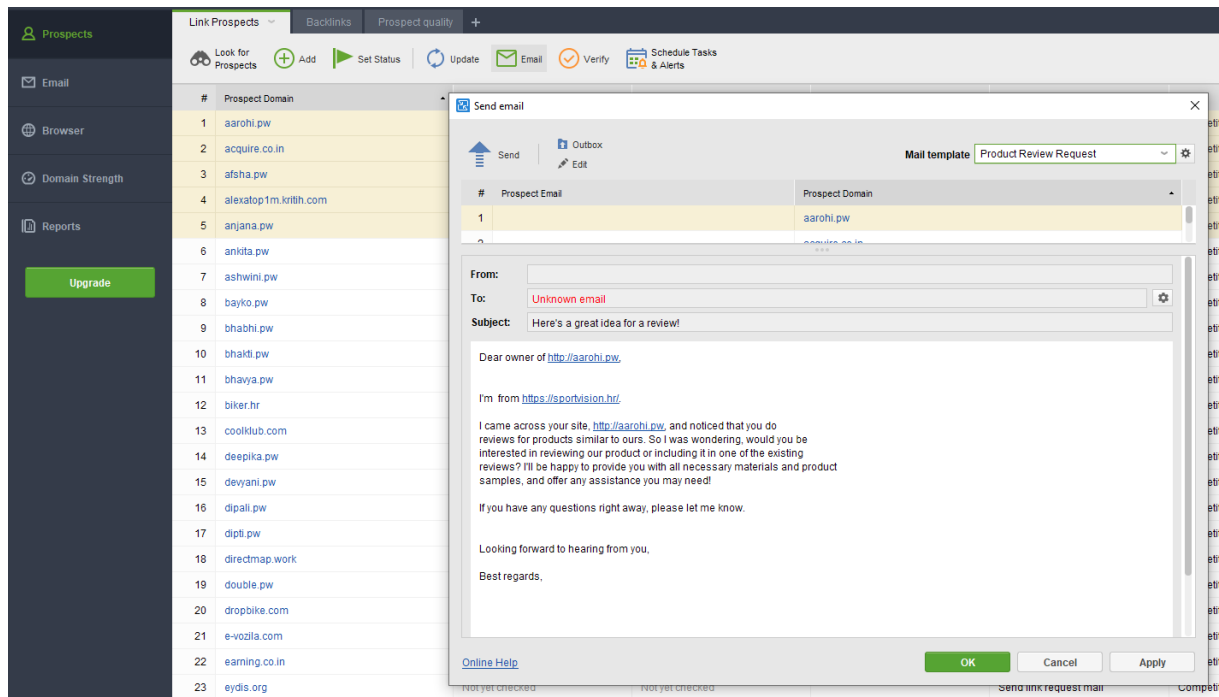 Prospects
Email
Browser
Domain Strength
Reports
Upgrade
Link Prospects
Backlinks
Prospect quality
+
Look for
Prospects
Add
Set Status
Update
Email
Verify
Schedule Tasks
& Alerts
# Prospect Domain
1 aarohi.pw
2 acquire.co.in
3 afsha.pw
4 alexatop1m.kritih.com
5 anjana.pw
6 ankita.pw
7 ashwini.pw
8 bayko.pw
9 bhabhi.pw
10 bhakti.pw
11 bhavya.pw
12 biker.hr
13 coolklub.com
14 deepika.pw
15 devyani.pw
16 dipali.pw
17 dipti.pw
18 directmap.work
19 double.pw
20 dropbike.com
21 e-vozila.com
22 earning.co.in
23 eydis.org Not yet checked Not yet checked Send link request mail
Send email
Send
Outbox
Edit
Mail template Product Review Request
# Prospect Email Prospect Domain
1 aarohi.pw
From:
To: Unknown email
Subject: Here's a great idea for a review!
Dear owner of http://aarohi.pw,
I'm from https://sportvision.hr/.
I came across your site, http://aarohi.pw, and noticed that you do
reviews for products similar to ours. So I was wondering, would you be
interested in reviewing our product or including it in one of the existing
reviews? I'll be happy to provide you with all necessary materials and product
samples, and offer any assistance you may need!
If you have any questions right away, please let me know.
Looking forward to hearing from you,
Best regards,
Online Help
OK
Cancel
Apply